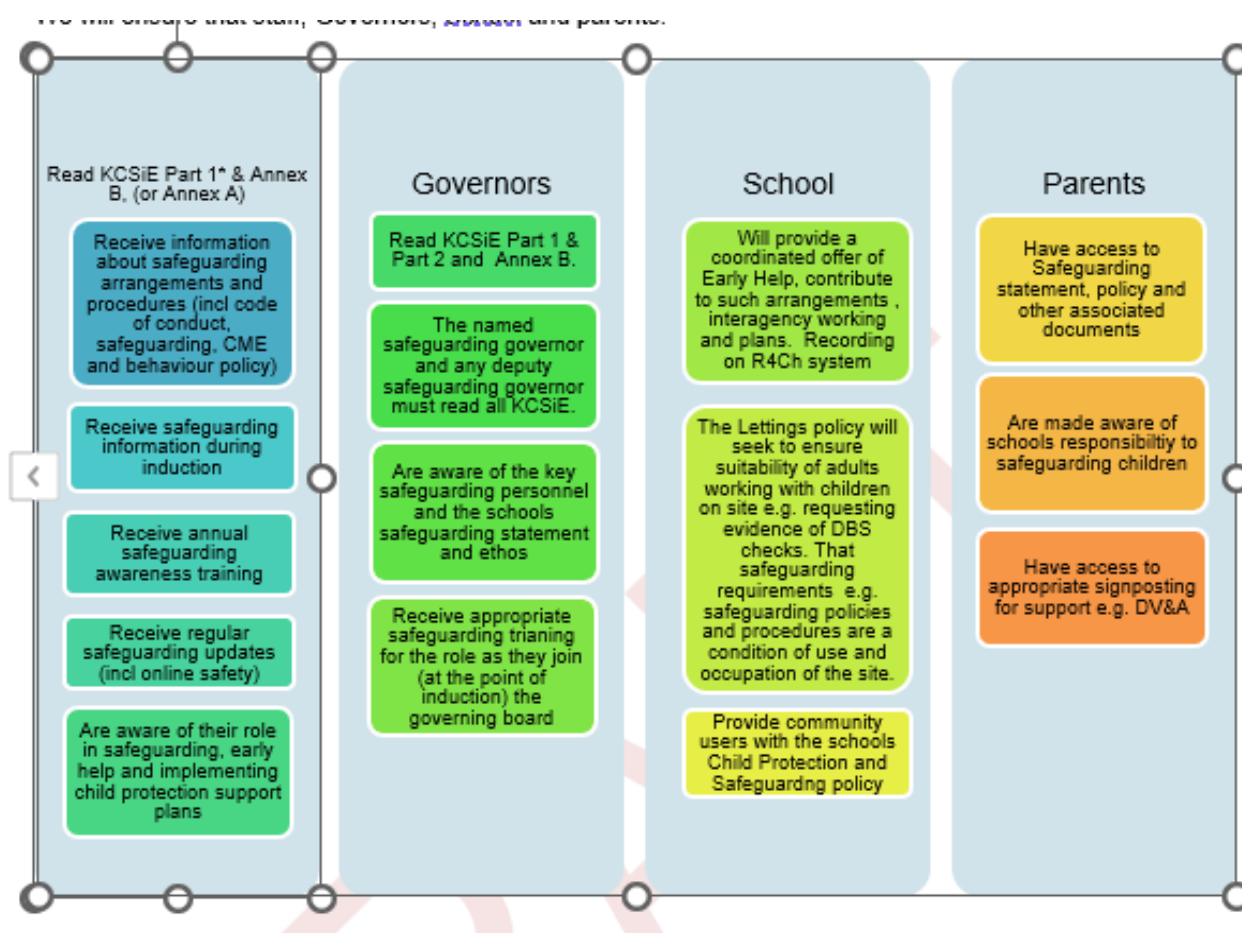 We will ensure that staff, Governors, School and parents:
Read KCSiE Part 1* & Annex
B, (or Annex A)
Receive information
about safeguarding
arrangements and
procedures (incl code
of conduct,
safeguarding, CME
and behaviour policy)
Receive safeguarding
information during
induction
Receive annual
safeguarding
awareness training
Receive regular
safeguarding updates
(incl online safety)
Are aware of their role
in safeguarding, early
help and implementing
child protection support
plans
Governors
Read KCSiE Part 1 &
Part 2 and Annex B.
The named
safeguarding governor
and any deputy
safeguarding governor
must read all KCSiE.
Are aware of the key
safeguarding personnel
and the schools
safeguarding statement
and ethos
Receive appropriate
safeguarding trianing
for the role as they join
(at the point of
induction) the
governing board
School
Will provide a
coordinated offer of
Early Help, contribute
to such arrangements ,
interagency working
and plans. Recording
on R4Ch system
The Lettings policy will
seek to ensure
suitability of adults
working with children
on site e.g. requesting
evidence of DBS
checks. That
safeguarding
requirements e.g.
safeguarding policies
and procedures are a
condition of use and
occupation of the site.
Provide community
users with the schools
Child Protection and
Safeguardng policy
Parents
Have access to
Safeguarding
statement, policy and
other associated
documents
Are made aware of
schools responsibiltiy to
safeguarding children
Have access to
appropriate signposting
for support e.g. DV&A